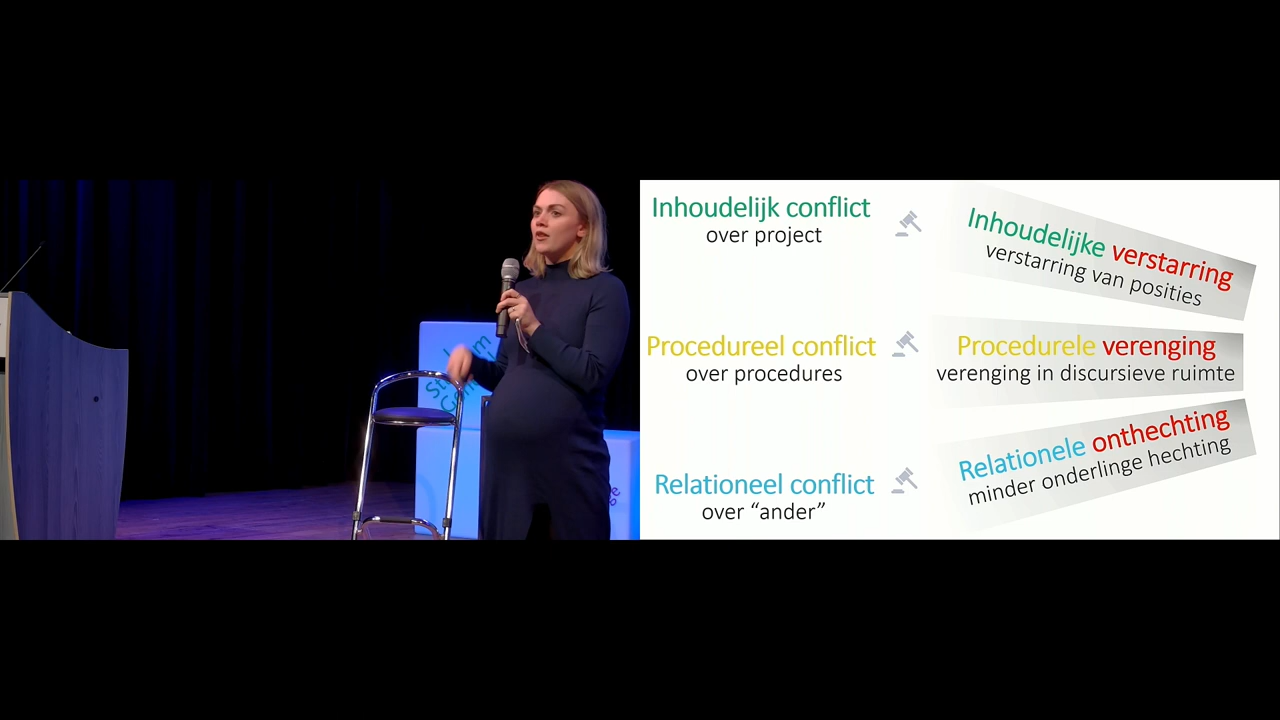 Inhoudelijk conflict
over project
Inhoudelijke verstarring
verstarring van posities
Procedureel conflict
over procedures
Procedurele verenging
verenging in discursieve ruimte
Relationeel conflict
over “ander”
Relationele onthechting
minder onderlinge hechting